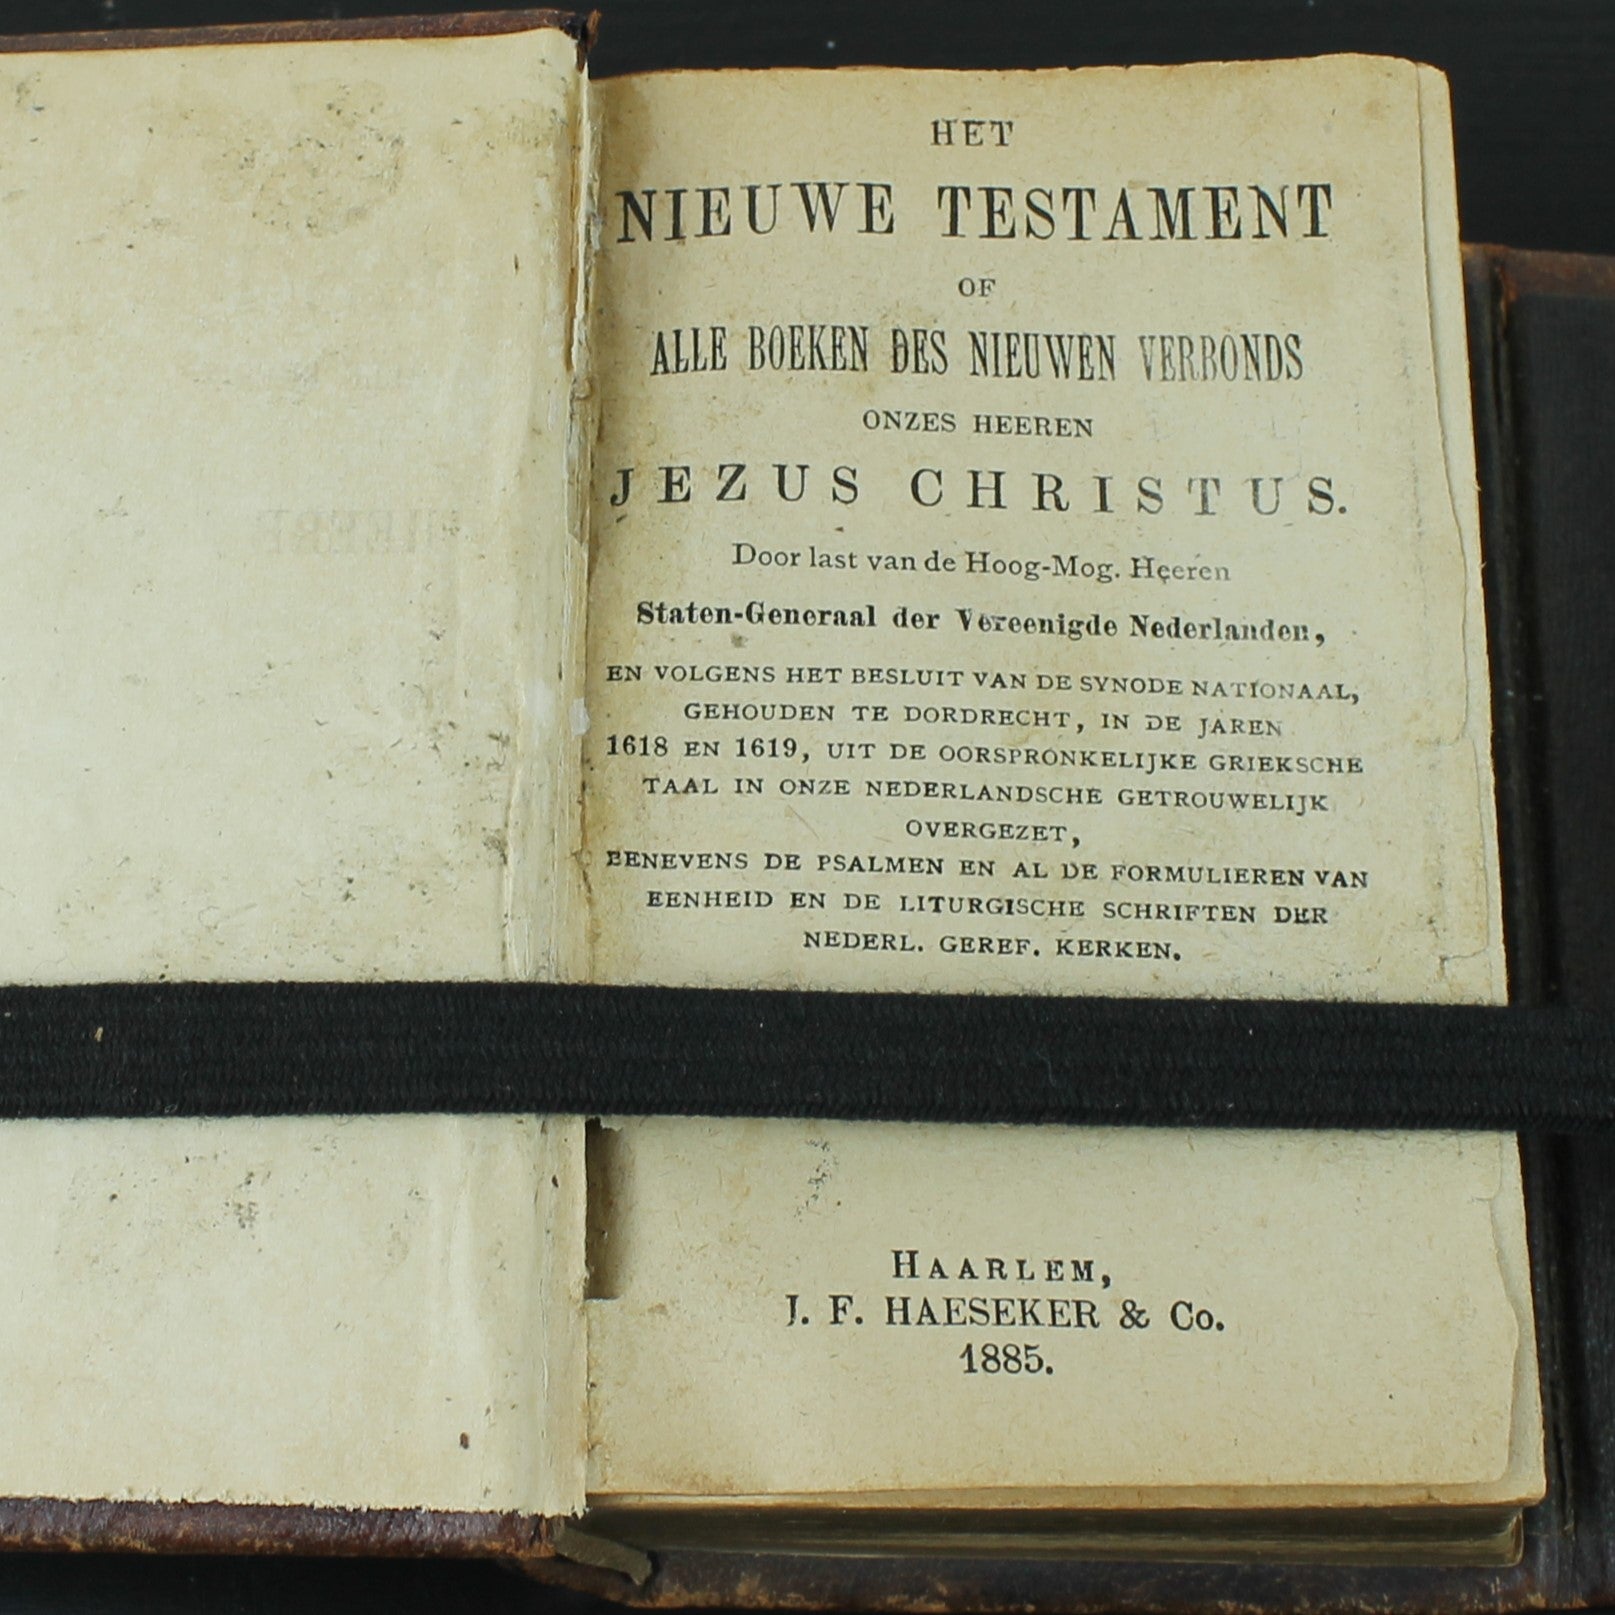 HET
NIEUWE TESTAMENT
OF
ALLE BOEKEN DES NIEUWEN VERBONDS
ONZES HEEREN
JEZUS CHRISTUS.
Door last van de Hoog-Mog. Heeren
Staten-Generaal der Vereenigde Nederlanden,
EN VOLGENS HET BESLUIT VAN DE SYNODE NATIONAAL,
GEHOUDEN TE DORDRECHT, IN DE JAREN
1618 EN 1619, UIT DE OORSPRONKELIJKE GRIEKSCHE
TAAL IN ONZE NEDERLANDSCHE GETROUWELIJK
OVERGEZET,
BENEVENS DE PSALMEN EN AL DE FORMULIEREN VAN
EENHEID EN DE LITURGISCHE SCHRIFTEN DER
NEDERL. GEREF. KERKEN.
HAARLEM,
J. F. HAESEKER & Co.
1885.